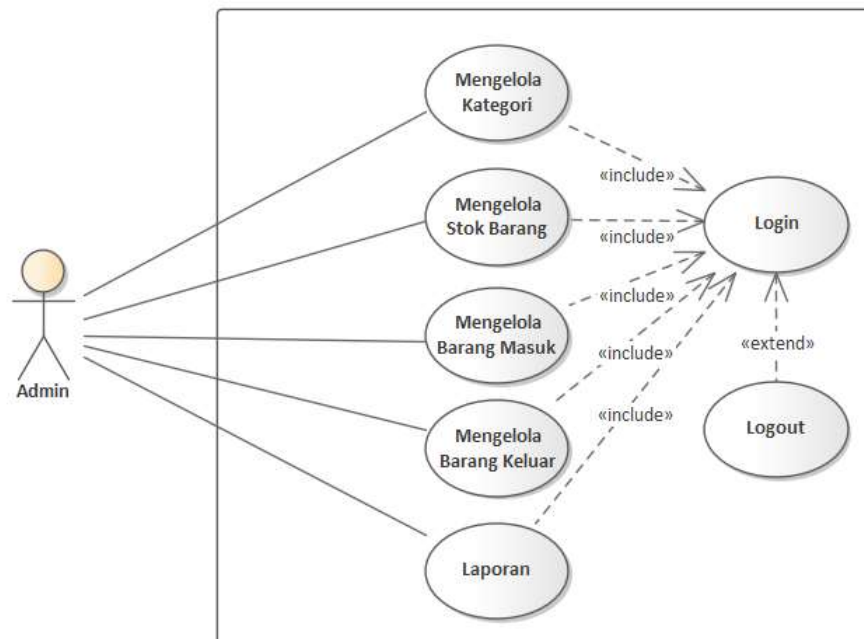 Mengelola
Kategori
«include»
Mengelola
Stok Barang
«include»
Login
Mengelola
Barang Masuk
«include»
Admin
Mengelola
Barang Keluar
«include»
«extend»
Logout
Laporan
«include»